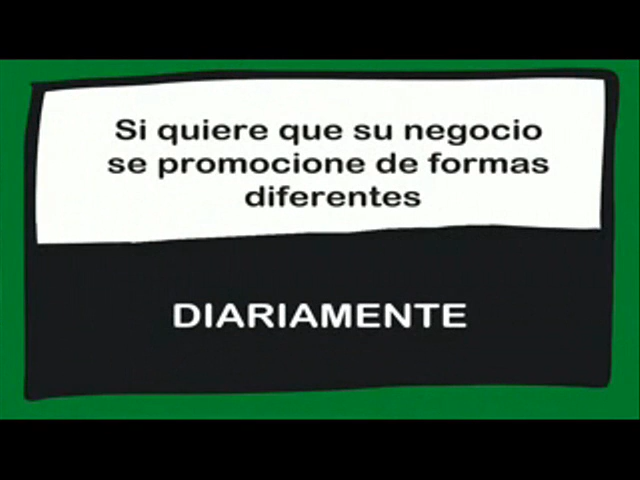 Si quiere que su negocio
se promocione de formas
diferentes
DIARIAMENTE